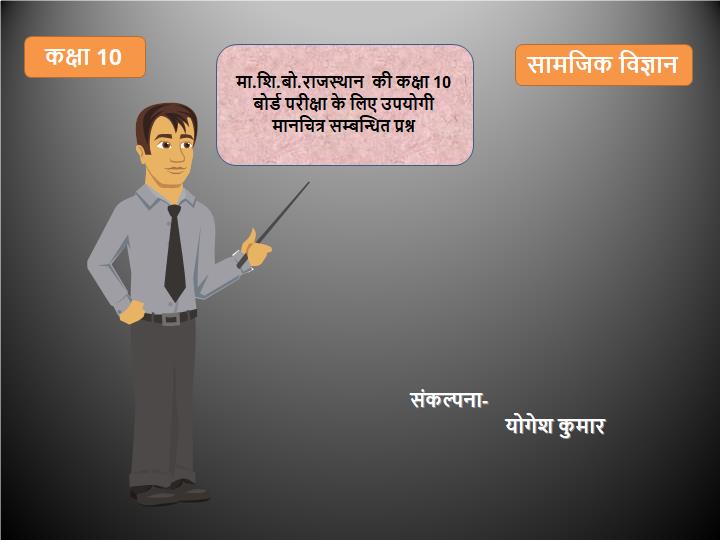 कक्षा 10
मा.शि.बो.राजस्थान की कक्षा 10
बोर्ड परीक्षा के लिए उपयोगी
मानचित्र सम्बन्धित प्रश्न
सामजिक विज्ञान
संकल्पना-
योगेश कुमार